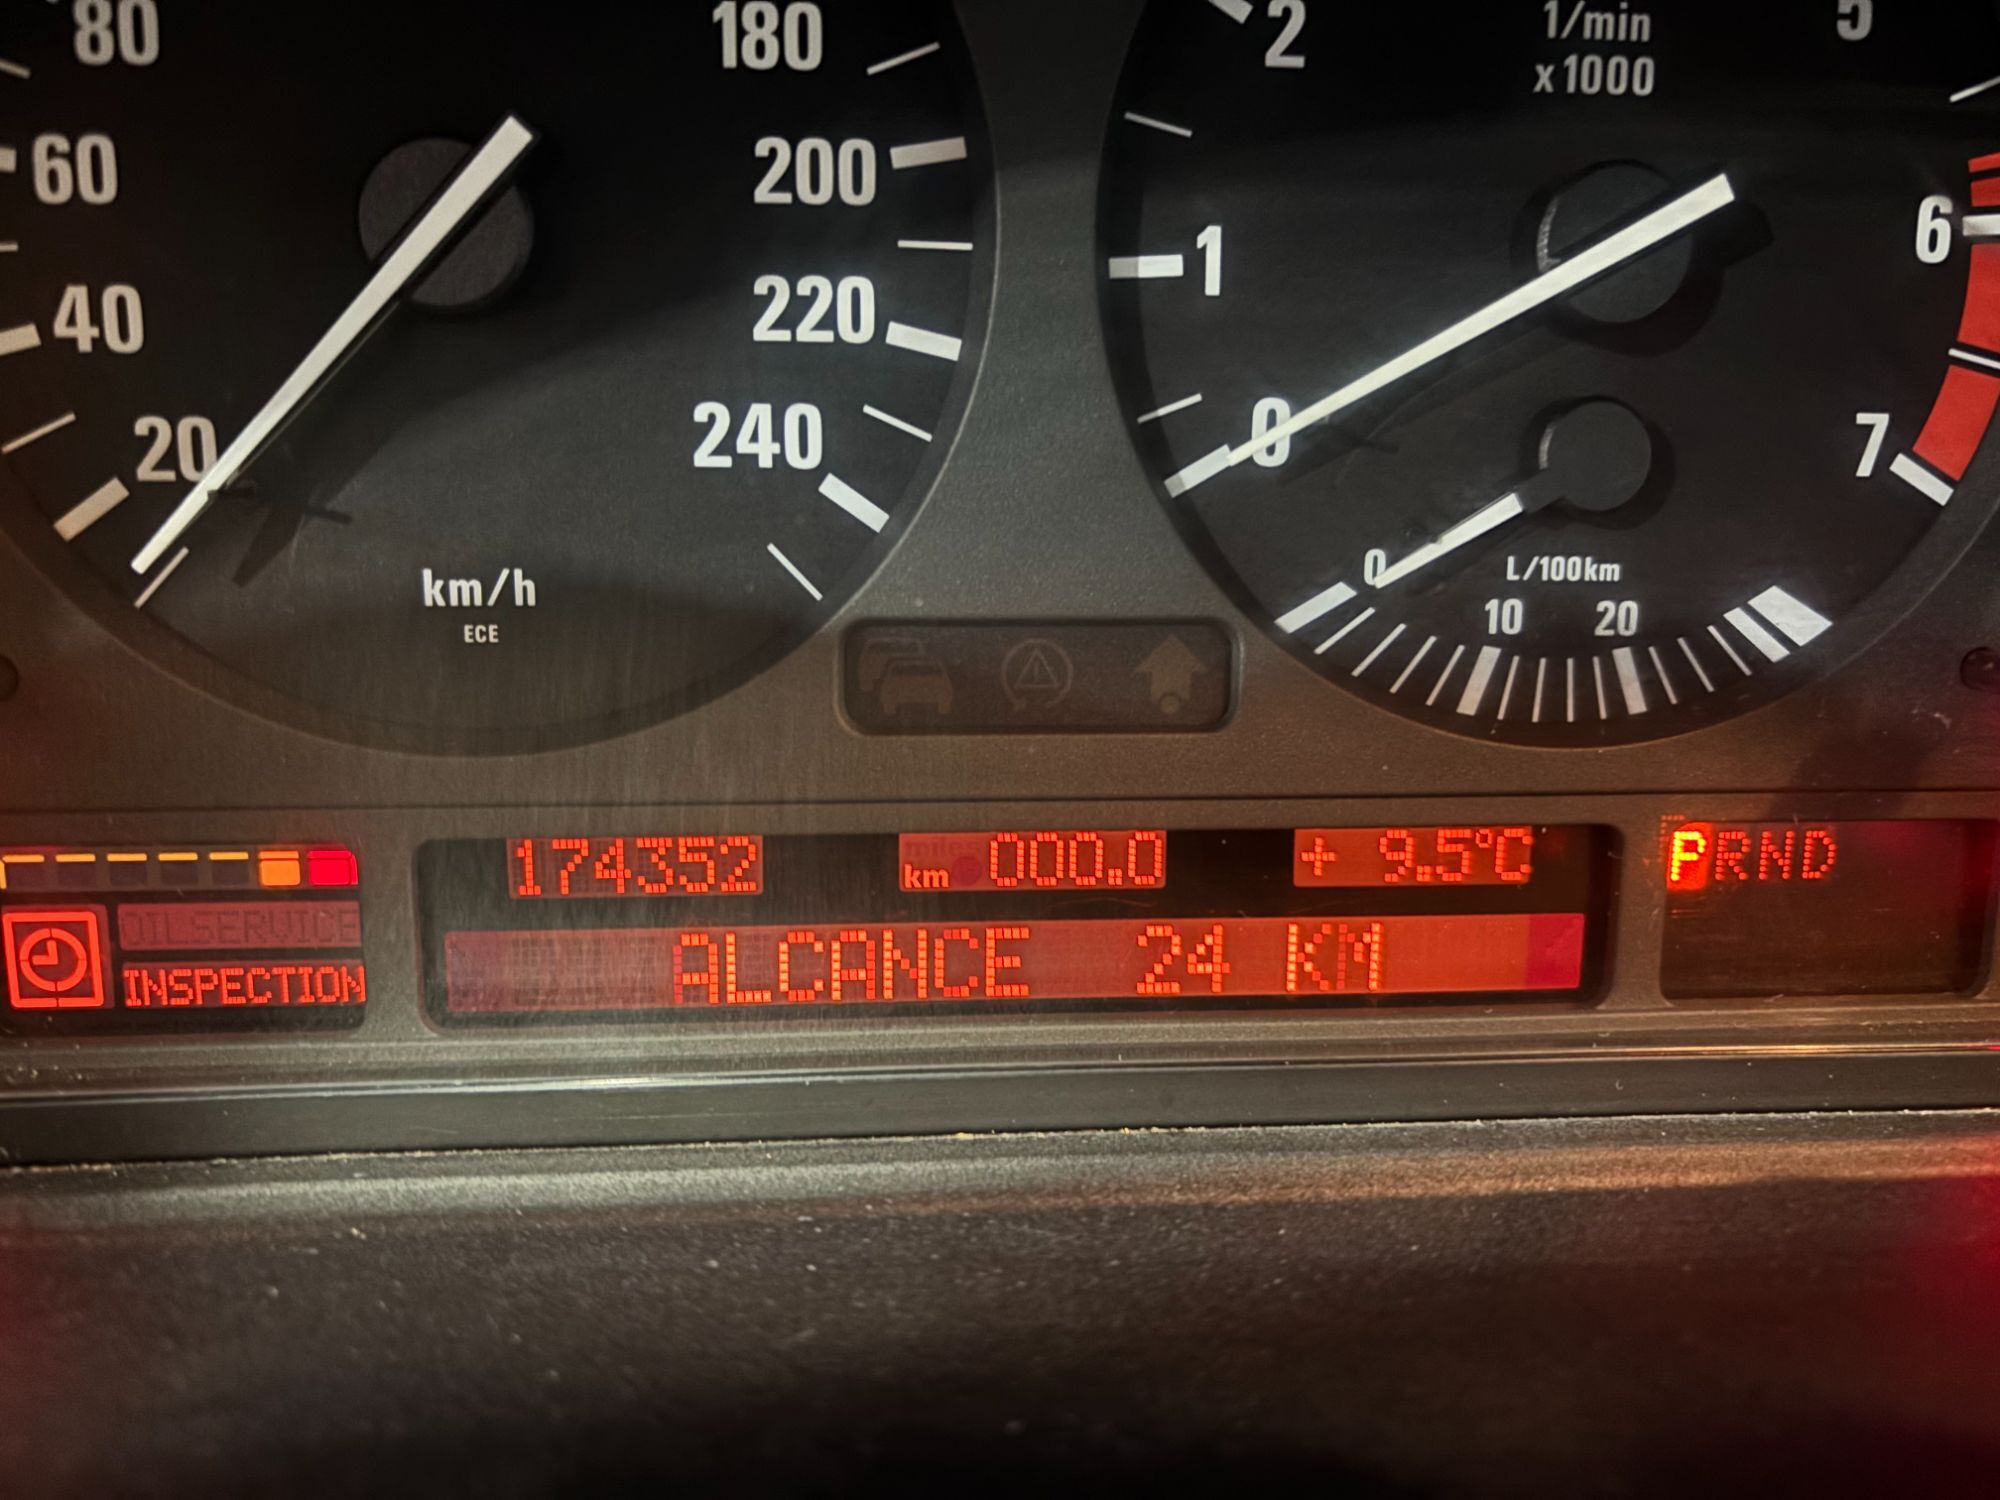 80
60
40
20
180
200
220
240
km/h
ECE
2
1/min
x1000
5
1
6
0
7
0
L/100km
10
20
174352
miles
km 000.0
+ 9.5°C
PRND
OILSERVICE
INSPECTION
ALCANCE 24 KM